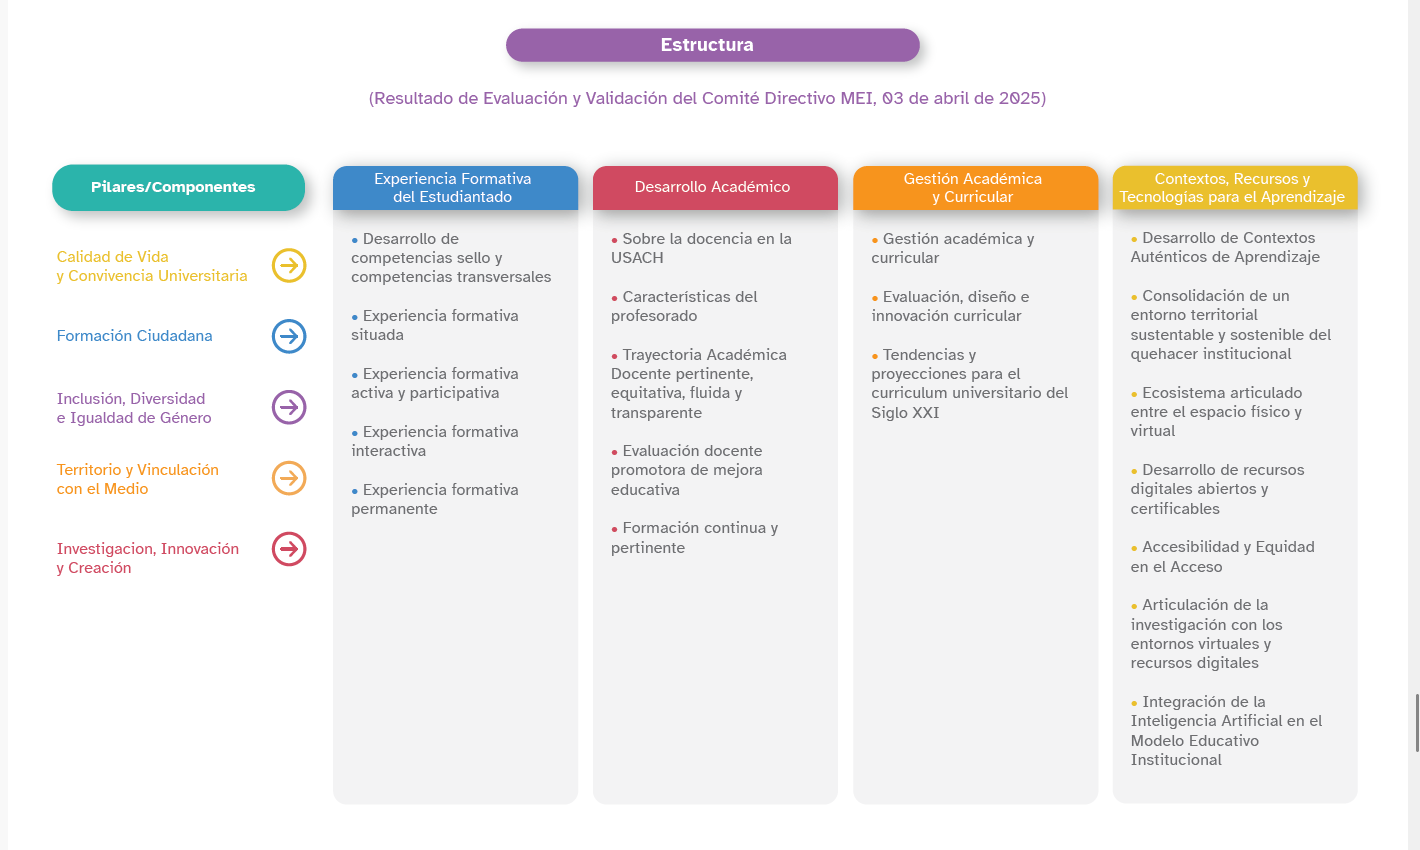 Estructura
(Resultado de Evaluación y Validación del Comité Directivo MEI, 03 de abril de 2025)
Pilares/Componentes
Calidad de Vida
y Convivencia Universitaria
Formación Ciudadana
Inclusión, Diversidad
e Igualdad de Género
Territorio y Vinculación
con el Medio
Investigacion, Innovación
y Creación
Experiencia Formativa
del Estudiantado
• Desarrollo de
competencias sello y
competencias transversales
• Experiencia formativa
situada
• Experiencia formativa
activa y participativa
• Experiencia formativa
interactiva
• Experiencia formativa
permanente
Desarrollo Académico
• Sobre la docencia en la
USACH
• Características del
profesorado
• Trayectoria Académica
Docente pertinente,
equitativa, fluida y
transparente
• Evaluación docente
promotora de mejora
educativa
• Formación continua y
pertinente
Gestión Académica
y Curricular
• Gestión académica y
curricular
• Evaluación, diseño e
innovación curricular
• Tendencias y
proyecciones para el
curriculum universitario del
Siglo XXI
Contextos, Recursos y
Tecnologías para el Aprendizaje
• Desarrollo de Contextos
Auténticos de Aprendizaje
• Consolidación de un
entorno territorial
sustentable y sostenible del
quehacer institucional
• Ecosistema articulado
entre el espacio físico y
virtual
• Desarrollo de recursos
digitales abiertos y
certificables
• Accesibilidad y Equidad
en el Acceso
• Articulación de la
investigación con los
entornos virtuales y
recursos digitales
• Integración de la
Inteligencia Artificial en el
Modelo Educativo
Institucional